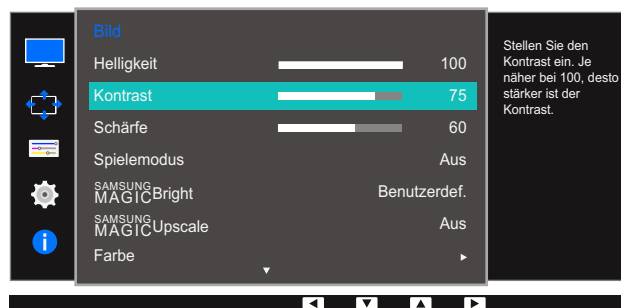 Bild
Helligkeit 100
Kontrast 75
Schärfe 60
Spielemodus Aus
SAMSUNG MAGICBright Benutzerdef.
SAMSUNG MAGICUpscale Aus
Farbe
Stellen Sie den
Kontrast ein. Je
näher bei 100, desto
stärker ist der
Kontrast.